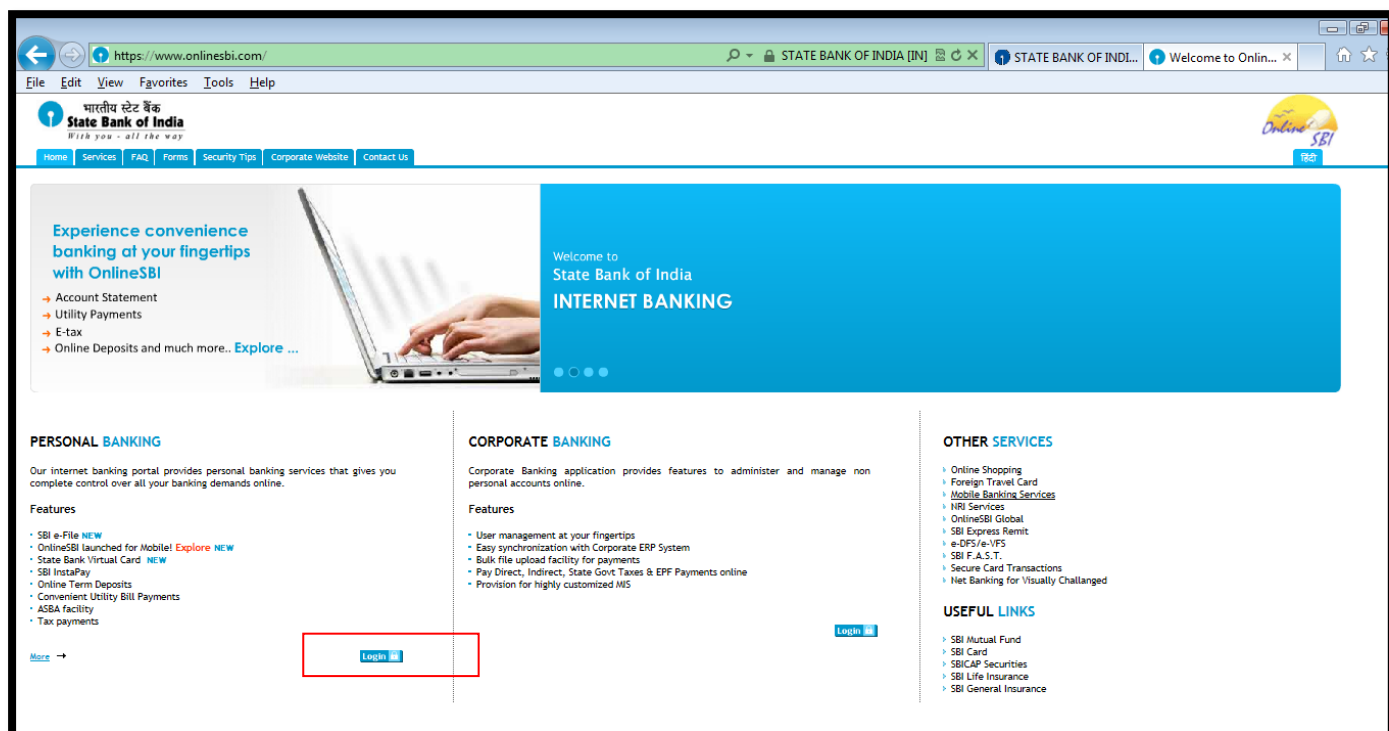 https://www.onlinesbi.com/
STATE BANK OF INDIA [IN]
STATE BANK OF INDI...
Welcome to Onlin...
File Edit View Favorites Tools Help
भारतीय स्टेट बैंक
State Bank of India
With you - all the way
Online SBI
Home Services FAQ Forms Security Tips Corporate Website Contact Us
हिंदी
Experience convenience
banking at your fingertips
with OnlineSBI
Account Statement
Utility Payments
E-tax
Online Deposits and much more.. Explore ...
Welcome to
State Bank of India
INTERNET BANKING
PERSONAL BANKING
Our internet banking portal provides personal banking services that gives you
complete control over all your banking demands online.
Features
SBI e-File NEW
OnlineSBI launched for Mobile! Explore NEW
State Bank Virtual Card NEW
SBI InstaPay
Online Term Deposits
Convenient Utility Bill Payments
ASBA facility
Tax payments
More
Login
CORPORATE BANKING
Corporate Banking application provides features to administer and manage non
personal accounts online.
Features
User management at your fingertips
Easy synchronization with Corporate ERP System
Bulk file upload facility for payments
Pay Direct, Indirect, State Govt Taxes & EPF Payments online
Provision for highly customized MIS
Login
OTHER SERVICES
Online Shopping
Foreign Travel Card
Mobile Banking Services
NRI Services
OnlineSBI Global
SBI Express Remit
e-DFS/e-VFS
SBI F.A.S.T.
Secure Card Transactions
Net Banking for Visually Challanged
USEFUL LINKS
SBI Mutual Fund
SBI Card
SBICAP Securities
SBI Life Insurance
SBI General Insurance